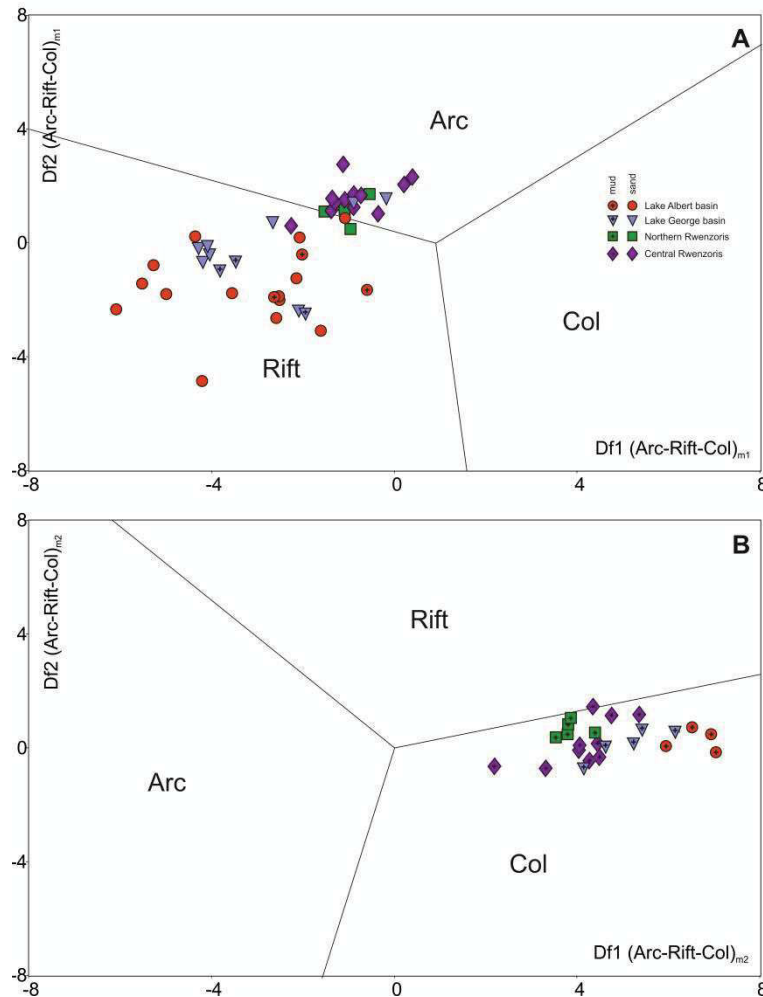 8
4
0
-4
-8
-8
-4
0
4
8
Df2 (Arc-Rift-Col)m1
A
Arc
mud
sand
Lake Albert basin
Lake George basin
Northern Rwenzoris
Central Rwenzoris
Col
Rift
Df1 (Arc-Rift-Col)m1
8
4
0
-4
-8
-8
-4
0
4
8
Df2 (Arc-Rift-Col)m2
B
Rift
Arc
Col
Df1 (Arc-Rift-Col)m2